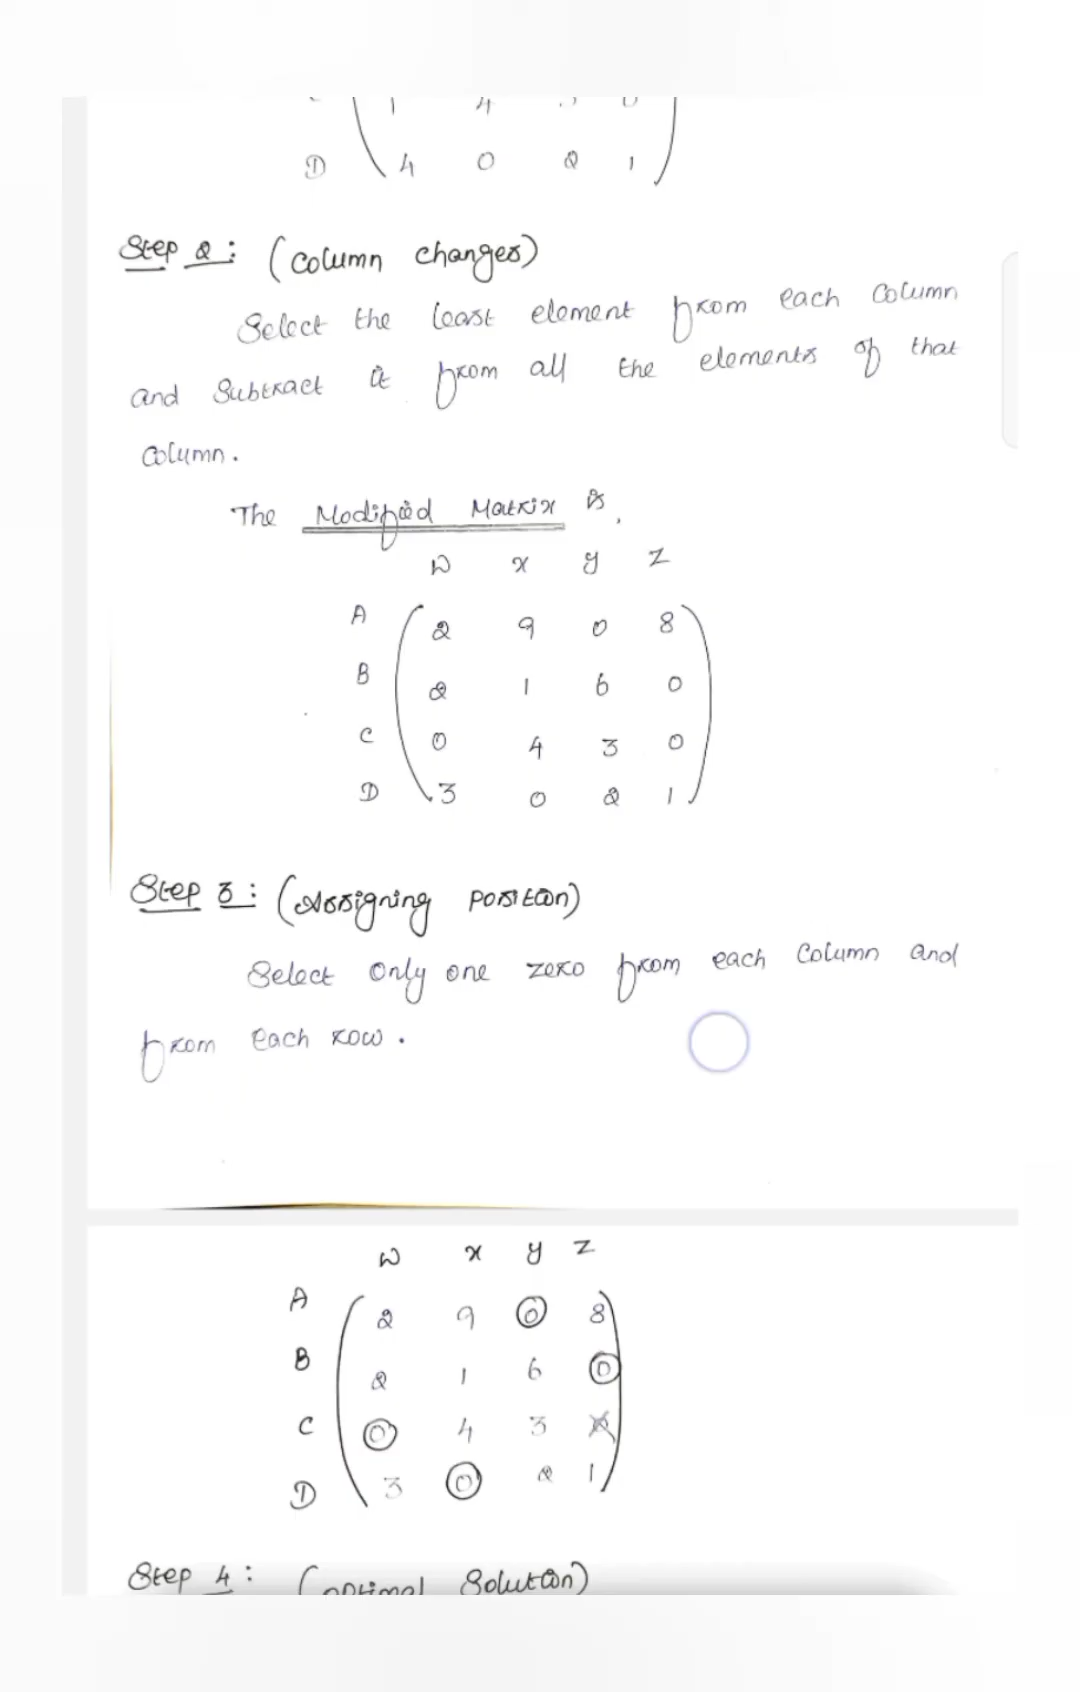 D 4 0 2 1
Step 2 : (Column changes)
Select the least element from each column
and Subtract it from all the elements of that
Column.
The Modified Matrix is,
W x y z
A 2 9 0 8
B 2 1 6 0
C 0 4 3 0
D 3 0 2 1
Step 3 : (Assigning position)
Select only one zero from each column and
from each row.
W x y z
A 2 9 0 8
B 2 1 6 0
C 0 4 3
D 3 0 2 1
Step 4 : (optimal Solution)